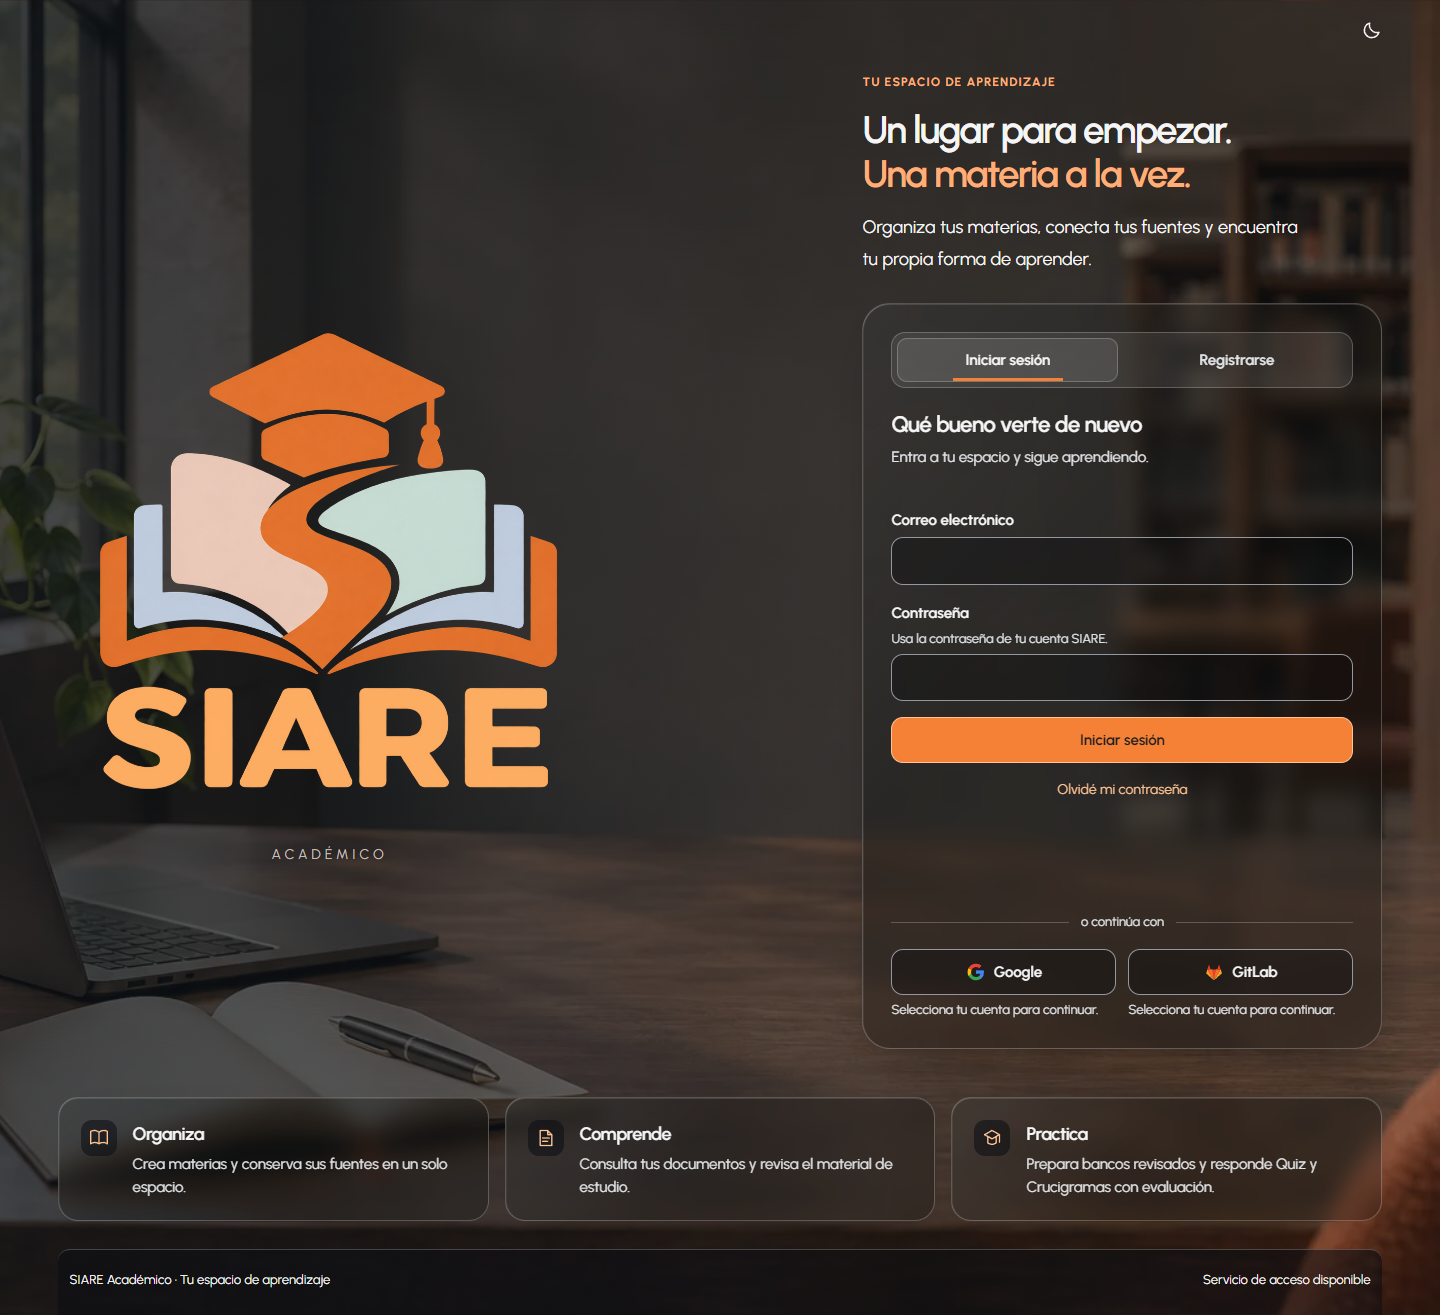 TU ESPACIO DE APRENDIZAJE
Un lugar para empezar.
Una materia a la vez.
Organiza tus materias, conecta tus fuentes y encuentra
tu propia forma de aprender.
SIARE
ACADÉMICO
Iniciar sesión
Registrarse
Qué bueno verte de nuevo
Entra a tu espacio y sigue aprendiendo.
Correo electrónico
Contraseña
Usa la contraseña de tu cuenta SIARE.
Iniciar sesión
Olvidé mi contraseña
o continúa con
Google
GitLab
Selecciona tu cuenta para continuar.
Selecciona tu cuenta para continuar.
Organiza
Crea materias y conserva sus fuentes en un solo
espacio.
Comprende
Consulta tus documentos y revisa el material de
estudio.
Practica
Prepara bancos revisados y responde Quiz y
Crucigramas con evaluación.
SIARE Académico · Tu espacio de aprendizaje
Servicio de acceso disponible